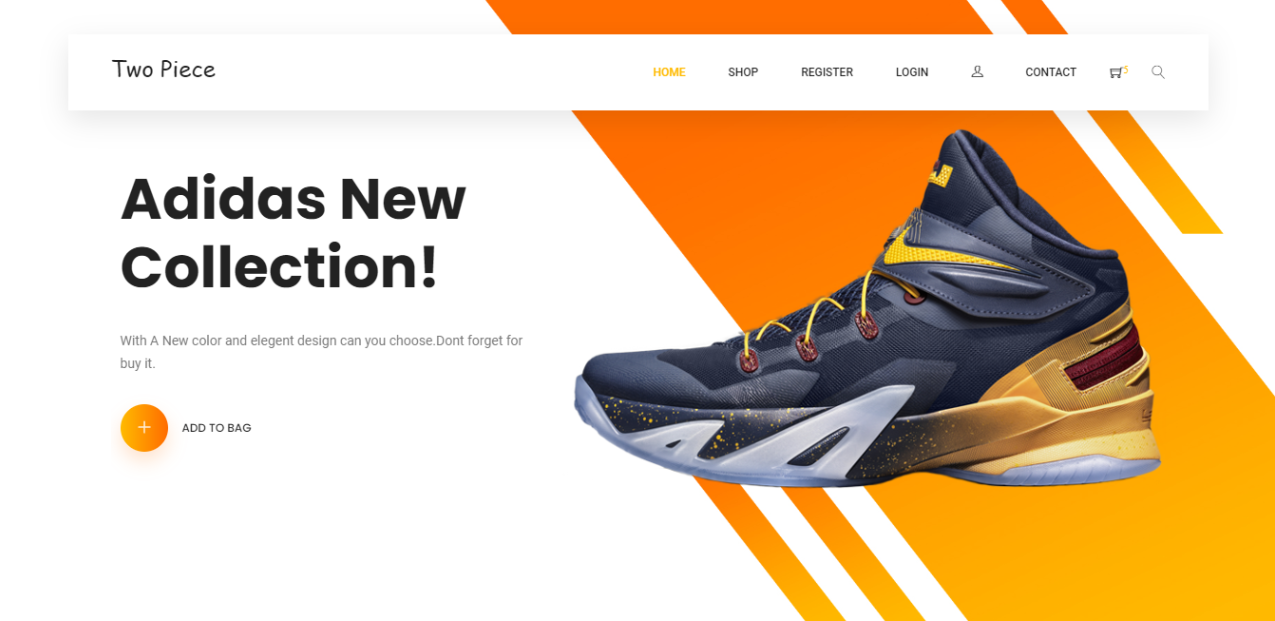 Two Piece
HOME SHOP REGISTER LOGIN CONTACT 5
Adidas New
Collection!
With A New color and elegent design can you choose.Dont forget for
buy it.
ADD TO BAG